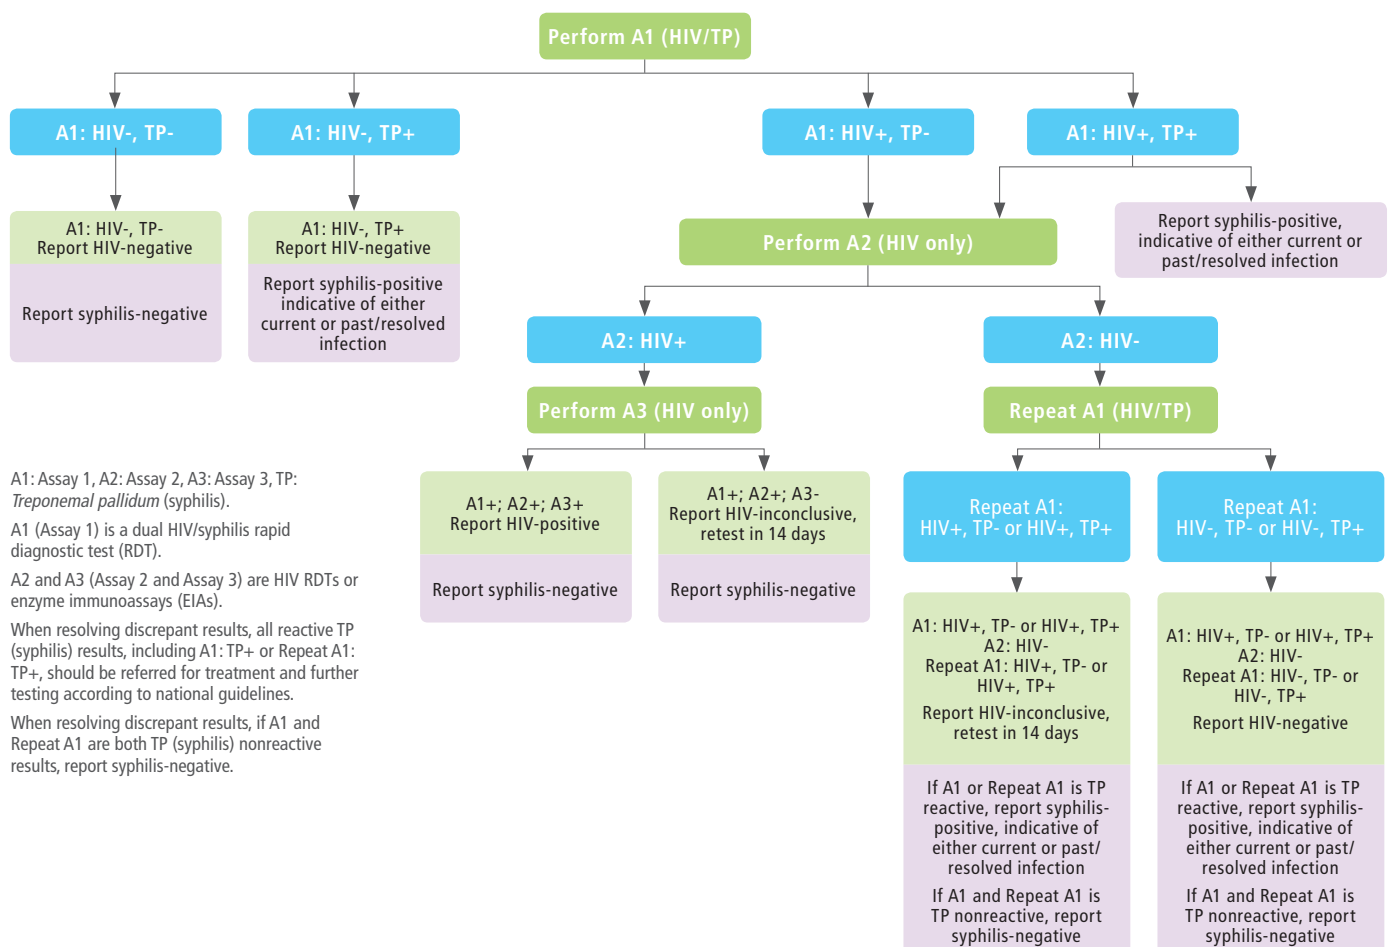 Perform A1 (HIV/TP)
A1: HIV-, TP-
A1: HIV-, TP+
A1: HIV+, TP-
A1: HIV+, TP+
A1: HIV-, TP-
Report HIV-negative
Report syphilis-negative
A1: HIV-, TP+
Report HIV-negative
Report syphilis-positive
indicative of either
current or past/resolved
infection
Perform A2 (HIV only)
Report syphilis-positive,
indicative of either current or
past/resolved infection
A2: HIV+
A2: HIV-
Perform A3 (HIV only)
Repeat A1 (HIV/TP)
A1+; A2+; A3+
Report HIV-positive
Report syphilis-negative
A1+; A2+; A3-
Report HIV-inconclusive,
retest in 14 days
Report syphilis-negative
Repeat A1:
HIV+, TP- or HIV+, TP+
Repeat A1:
HIV-, TP- or HIV-, TP+
A1: HIV+, TP- or HIV+, TP+
A2: HIV-
Repeat A1: HIV+, TP- or
HIV+, TP+
Report HIV-inconclusive,
retest in 14 days
If A1 or Repeat A1 is TP
reactive, report syphilis-
positive, indicative of
either current or past/
resolved infection
If A1 and Repeat A1 is
TP nonreactive, report
syphilis-negative
A1: HIV+, TP- or HIV+, TP+
A2: HIV-
Repeat A1: HIV-, TP- or
HIV-, TP+
Report HIV-negative
If A1 or Repeat A1 is TP
reactive, report syphilis-
positive, indicative of
either current or past/
resolved infection
If A1 and Repeat A1 is
TP nonreactive, report
syphilis-negative
A1: Assay 1, A2: Assay 2, A3: Assay 3, TP:
Treponemal pallidum (syphilis).
A1 (Assay 1) is a dual HIV/syphilis rapid
diagnostic test (RDT).
A2 and A3 (Assay 2 and Assay 3) are HIV RDTs or
enzyme immunoassays (EIAs).
When resolving discrepant results, all reactive TP
(syphilis) results, including A1: TP+ or Repeat A1:
TP+, should be referred for treatment and further
testing according to national guidelines.
When resolving discrepant results, if A1 and
Repeat A1 are both TP (syphilis) nonreactive
results, report syphilis-negative.